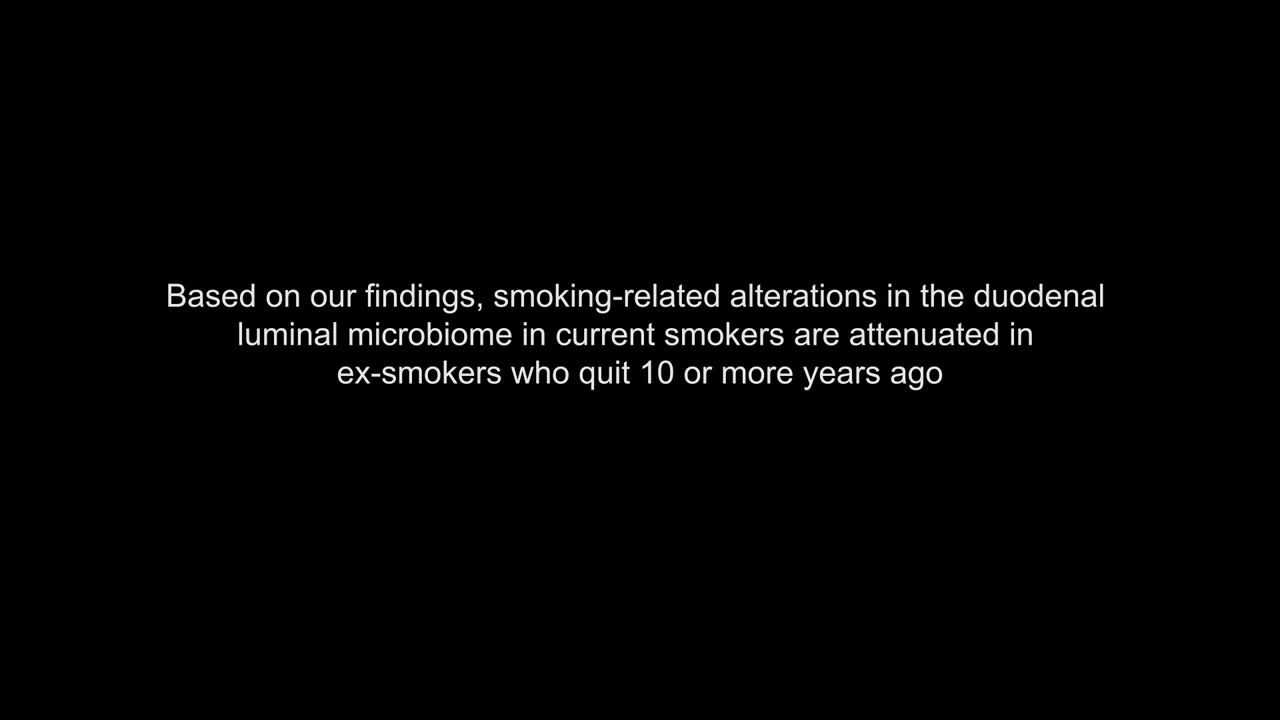 Based on our findings, smoking-related alterations in the duodenal
luminal microbiome in current smokers are attenuated in
ex-smokers who quit 10 or more years ago